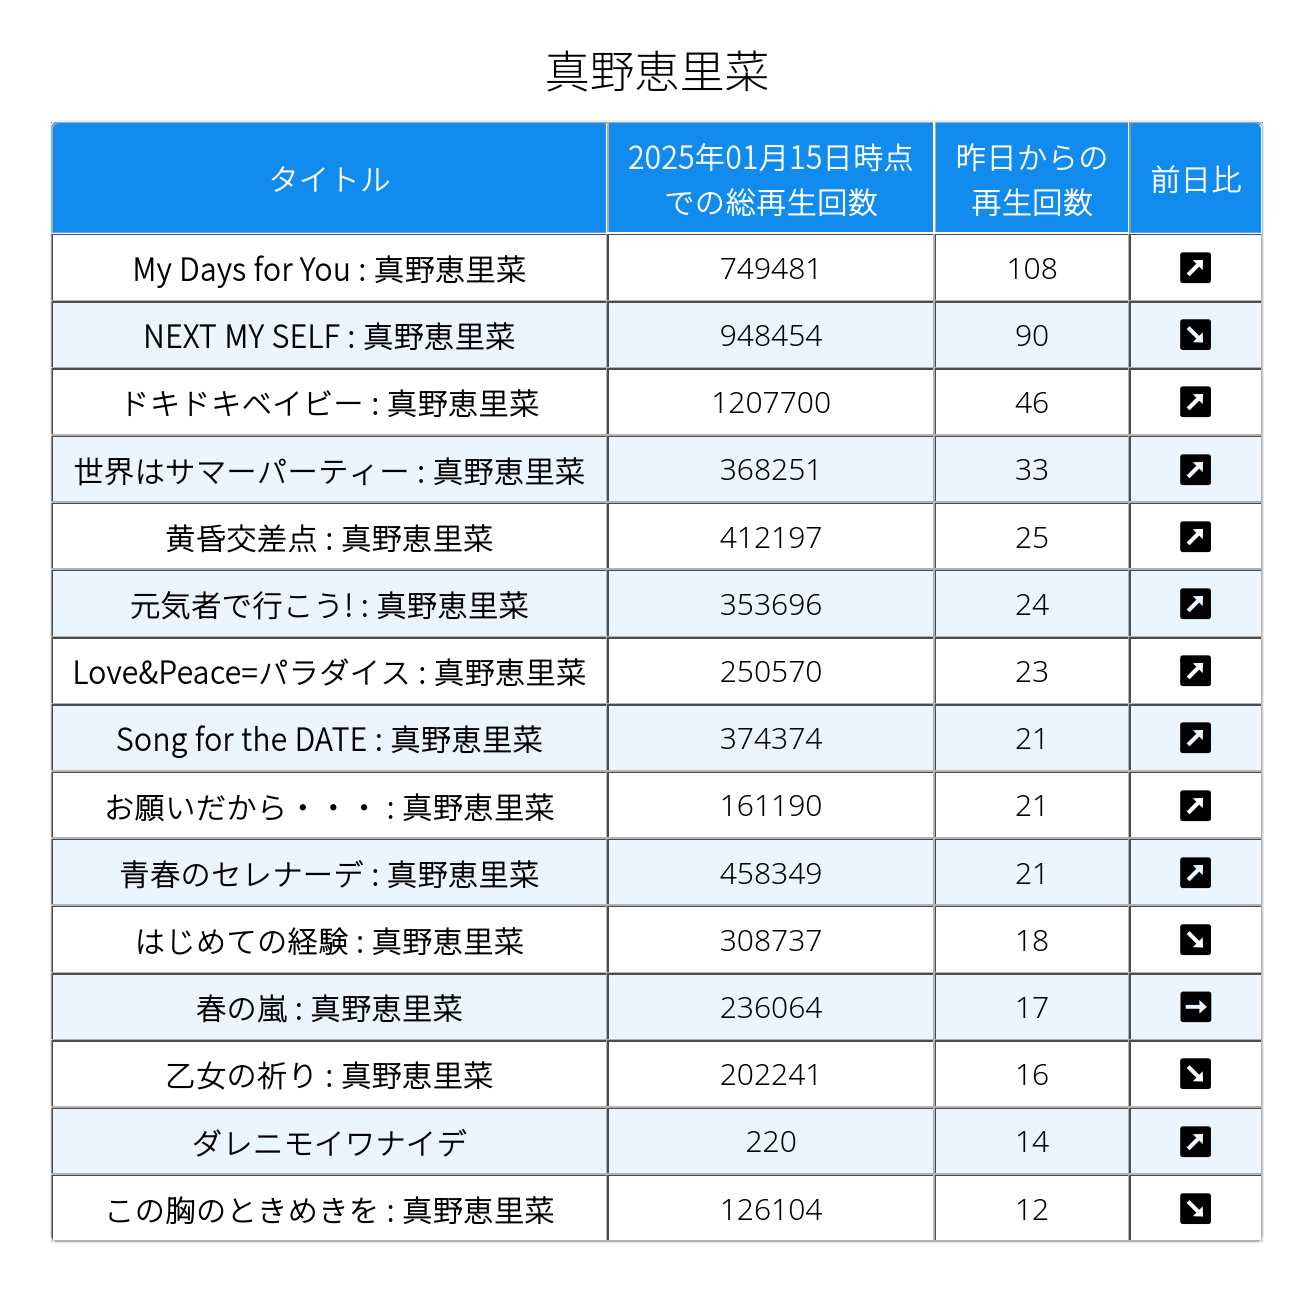 真野恵里菜
タイトル 2025年01月15日時点での総再生回数 昨日からの再生回数 前日比
My Days for You : 真野恵里菜 749481 108 ↗
NEXT MY SELF : 真野恵里菜 948454 90 ↘
ドキドキベイビー : 真野恵里菜 1207700 46 ↗
世界はサマーパーティー : 真野恵里菜 368251 33 ↗
黄昏交差点 : 真野恵里菜 412197 25 ↗
元気者で行こう! : 真野恵里菜 353696 24 ↗
Love&Peace=パラダイス : 真野恵里菜 250570 23 ↗
Song for the DATE : 真野恵里菜 374374 21 ↗
お願いだから・・・ : 真野恵里菜 161190 21 ↗
青春のセレナーデ : 真野恵里菜 458349 21 ↗
はじめての経験 : 真野恵里菜 308737 18 ↘
春の嵐 : 真野恵里菜 236064 17 →
乙女の祈り : 真野恵里菜 202241 16 ↘
ダレニモイワナイデ 220 14 ↗
この胸のときめきを : 真野恵里菜 126104 12 ↘